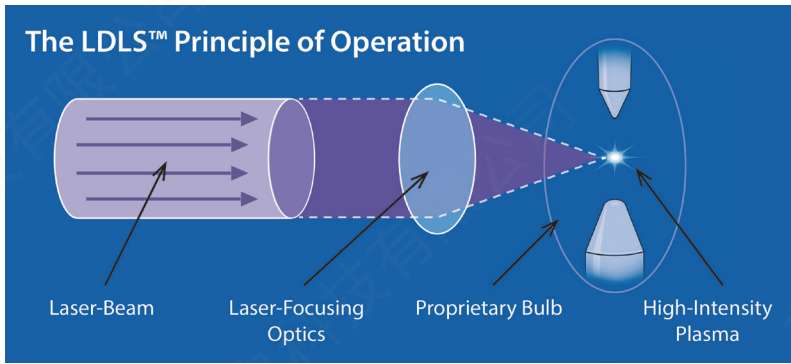 The LDLS™ Principle of Operation
Laser-Beam
Laser-Focusing
Optics
Proprietary Bulb
High-Intensity
Plasma